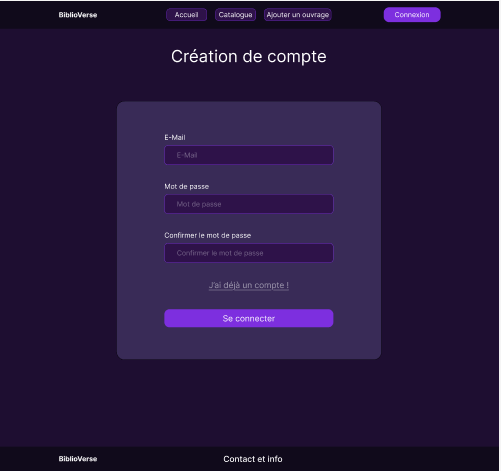 BiblioVerse Accueil Catalogue Ajouter un ouvrage Connexion
Création de compte
E-Mail
E-Mail
Mot de passe
Mot de passe
Confirmer le mot de passe
Confirmer le mot de passe
J'ai déjà un compte !
Se connecter
BiblioVerse Contact et info